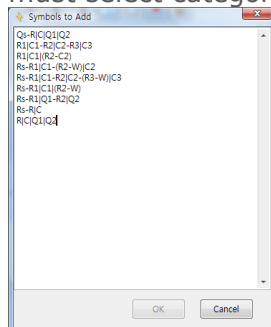 must select categor
Symbols to Add
Qs-R|C|Q1|Q2
R1|C1-R2|C2-R3|C3
R1|C1|(R2-C2)
Rs-R1|C1-(R2-W)|C2
Rs-R1|C1-R2|C2-(R3-W)|C3
Rs-R1|C1|(R2-W)
Rs-R1|Q1-R2|Q2
Rs-R|C
R|C|Q1|Q2
OK Cancel